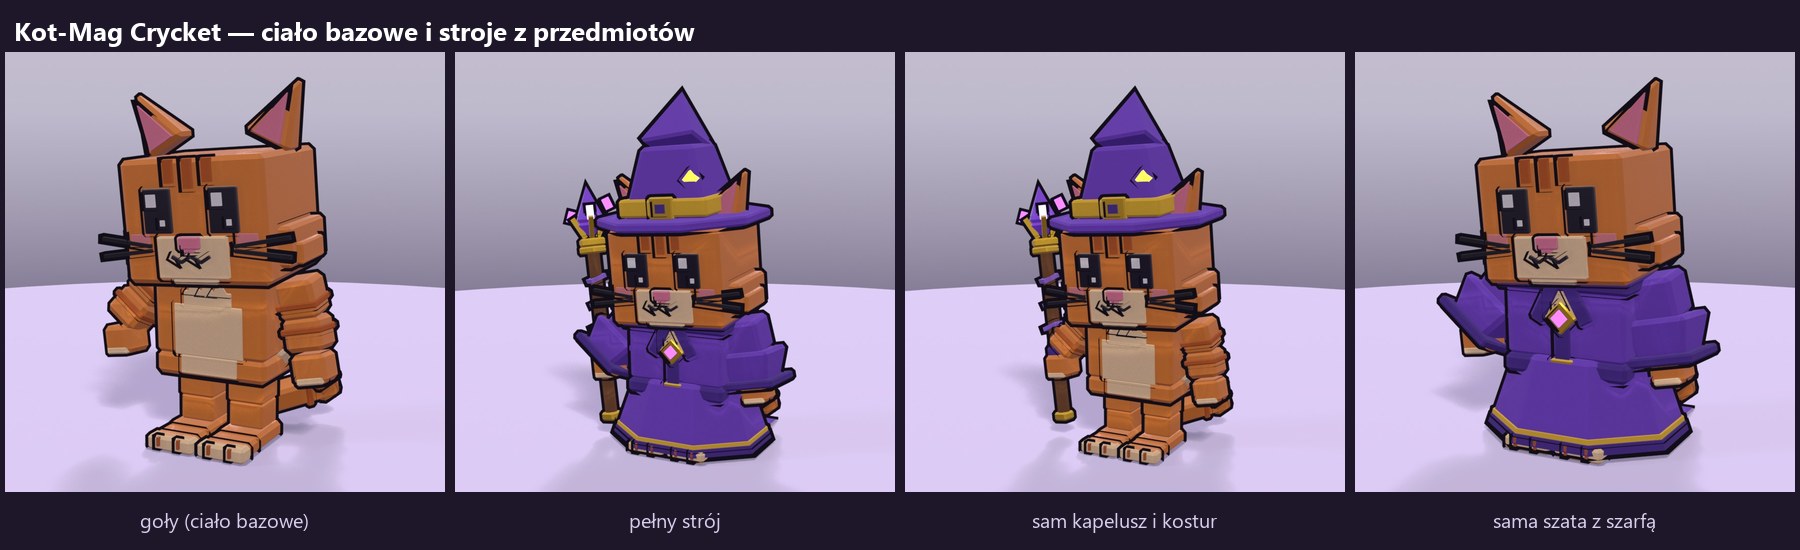 Kot-Mag Crycket — ciało bazowe i stroje z przedmiotów
goły (ciało bazowe)
pełny strój
sam kapelusz i kostur
sama szata z szarfą